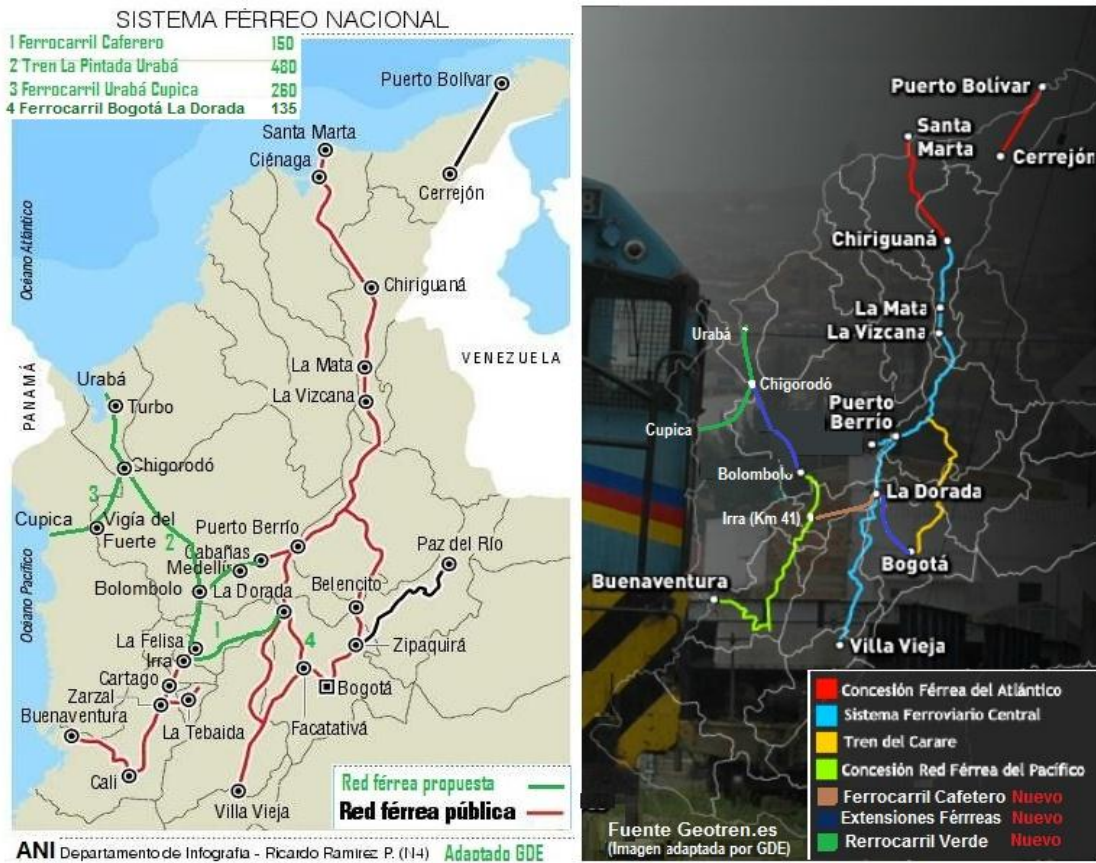 SISTEMA FÉRREO NACIONAL
1 Ferrocarril Caferero 150
2 Tren La Pintada Urabá 480
3 Ferrocarril Urabá Cupica 260
4 Ferrocarril Bogotá La Dorada 135
Puerto Bolívar
Santa Marta
Ciénaga
Cerrejón
Océano Atlántico
Chiriguaná
VENEZUELA
PANAMÁ
La Mata
La Vizcana
Urabá
Turbo
Chigorodó
3
Cupica
Vigía del
Fuerte
2
Puerto Berrío
Cabañas
Medellín
Paz del Río
Océano Pacífico
Bolombolo
La Dorada
Belencito
1
4
La Felisa
Irra
Zipaquirá
Cartago
Zarzal
Bogotá
Buenaventura
La Tebaida
Facatativá
Cali
Villa Vieja
Red férrea propuesta
Red férrea pública
ANI Departamento de Infografia - Ricardo Ramirez P. (N4) Adaptado GDE
Puerto Bolívar
Santa
Marta
Cerrejón
Chiriguaná
La Mata
La Vizcana
Urabá
Chigorodó
Puerto
Berrío
Cupica
Bolombolo
La Dorada
Irra (Km 41)
Bogotá
Buenaventura
Villa Vieja
Concesión Férrea del Atlántico
Sistema Ferroviario Central
Tren del Carare
Concesión Red Férrea del Pacífico
Ferrocarril Cafetero Nuevo
Extensiones Férrreas Nuevo
Rerrocarril Verde Nuevo
Fuente Geotren.es
(Imagen adaptada por GDE)